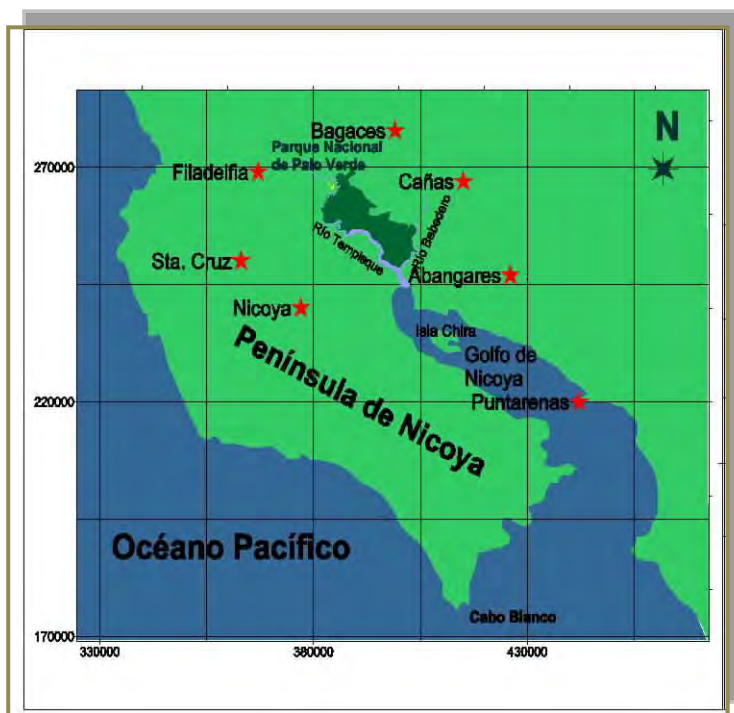 N
Bagaces
Parque Nacional
de Palo Verde
270000
Filadelfia
Cañas
Río Tempisque
Río Bebedero
Sta. Cruz
Abangares
Nicoya
Isla Chira
Península de Nicoya
Golfo de
Nicoya
220000
Puntarenas
Océano Pacífico
Cabo Blanco
170000
330000
380000
430000